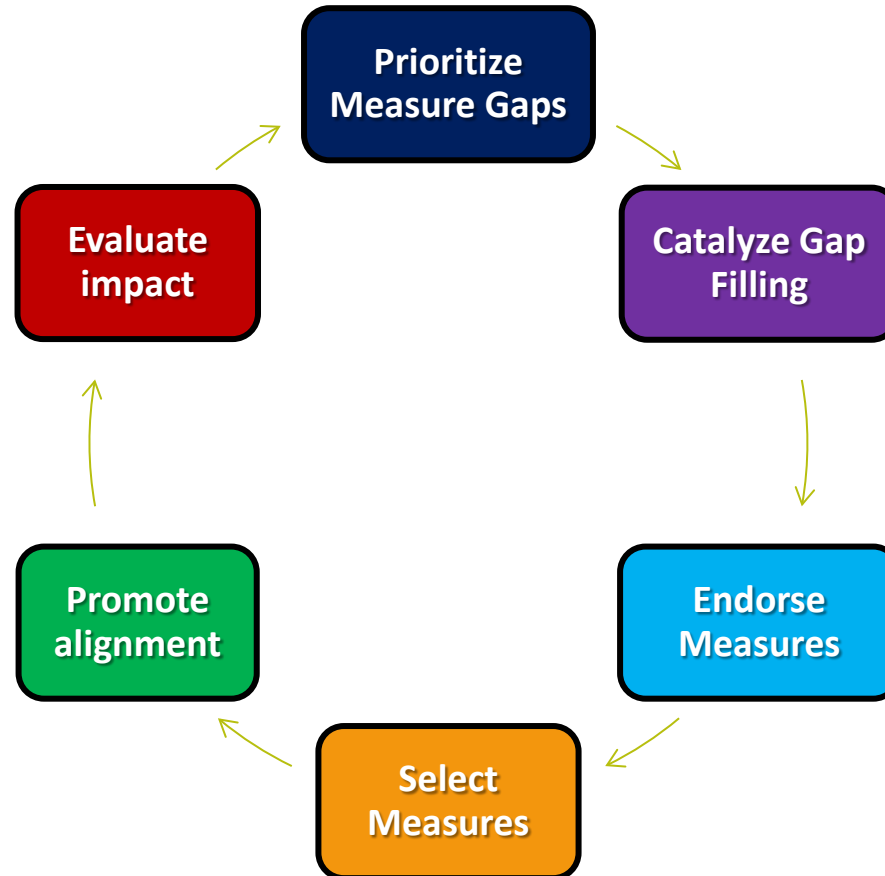 Prioritize
Measure Gaps
Catalyze Gap
Filling
Endorse
Measures
Select
Measures
Promote
alignment
Evaluate
impact